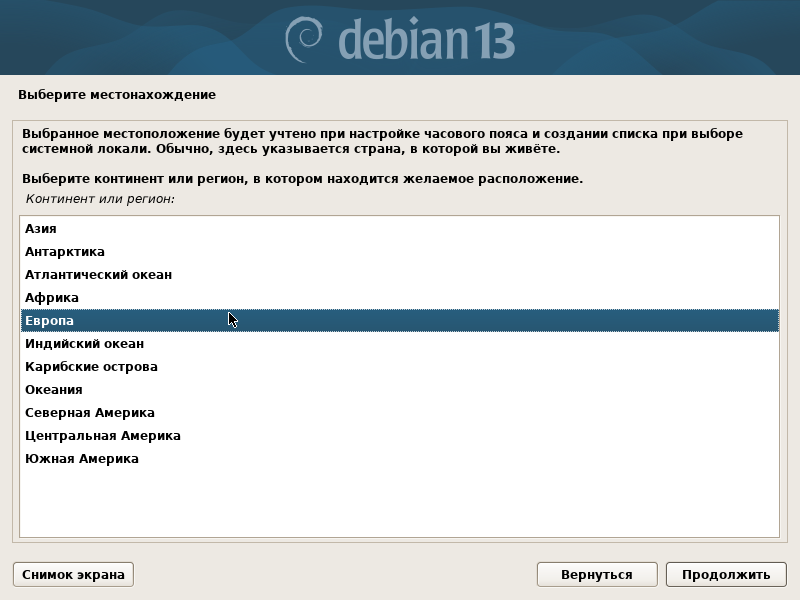 debian 13
Выберите местонахождение
Выбранное местоположение будет учтено при настройке часового пояса и создании списка при выборе
системной локали. Обычно, здесь указывается страна, в которой вы живёте.
Выберите континент или регион, в котором находится желаемое расположение.
Континент или регион:
Азия
Антарктика
Атлантический океан
Африка
Европа
Индийский океан
Карибские острова
Океания
Северная Америка
Центральная Америка
Южная Америка
Снимок экрана
Вернуться
Продолжить